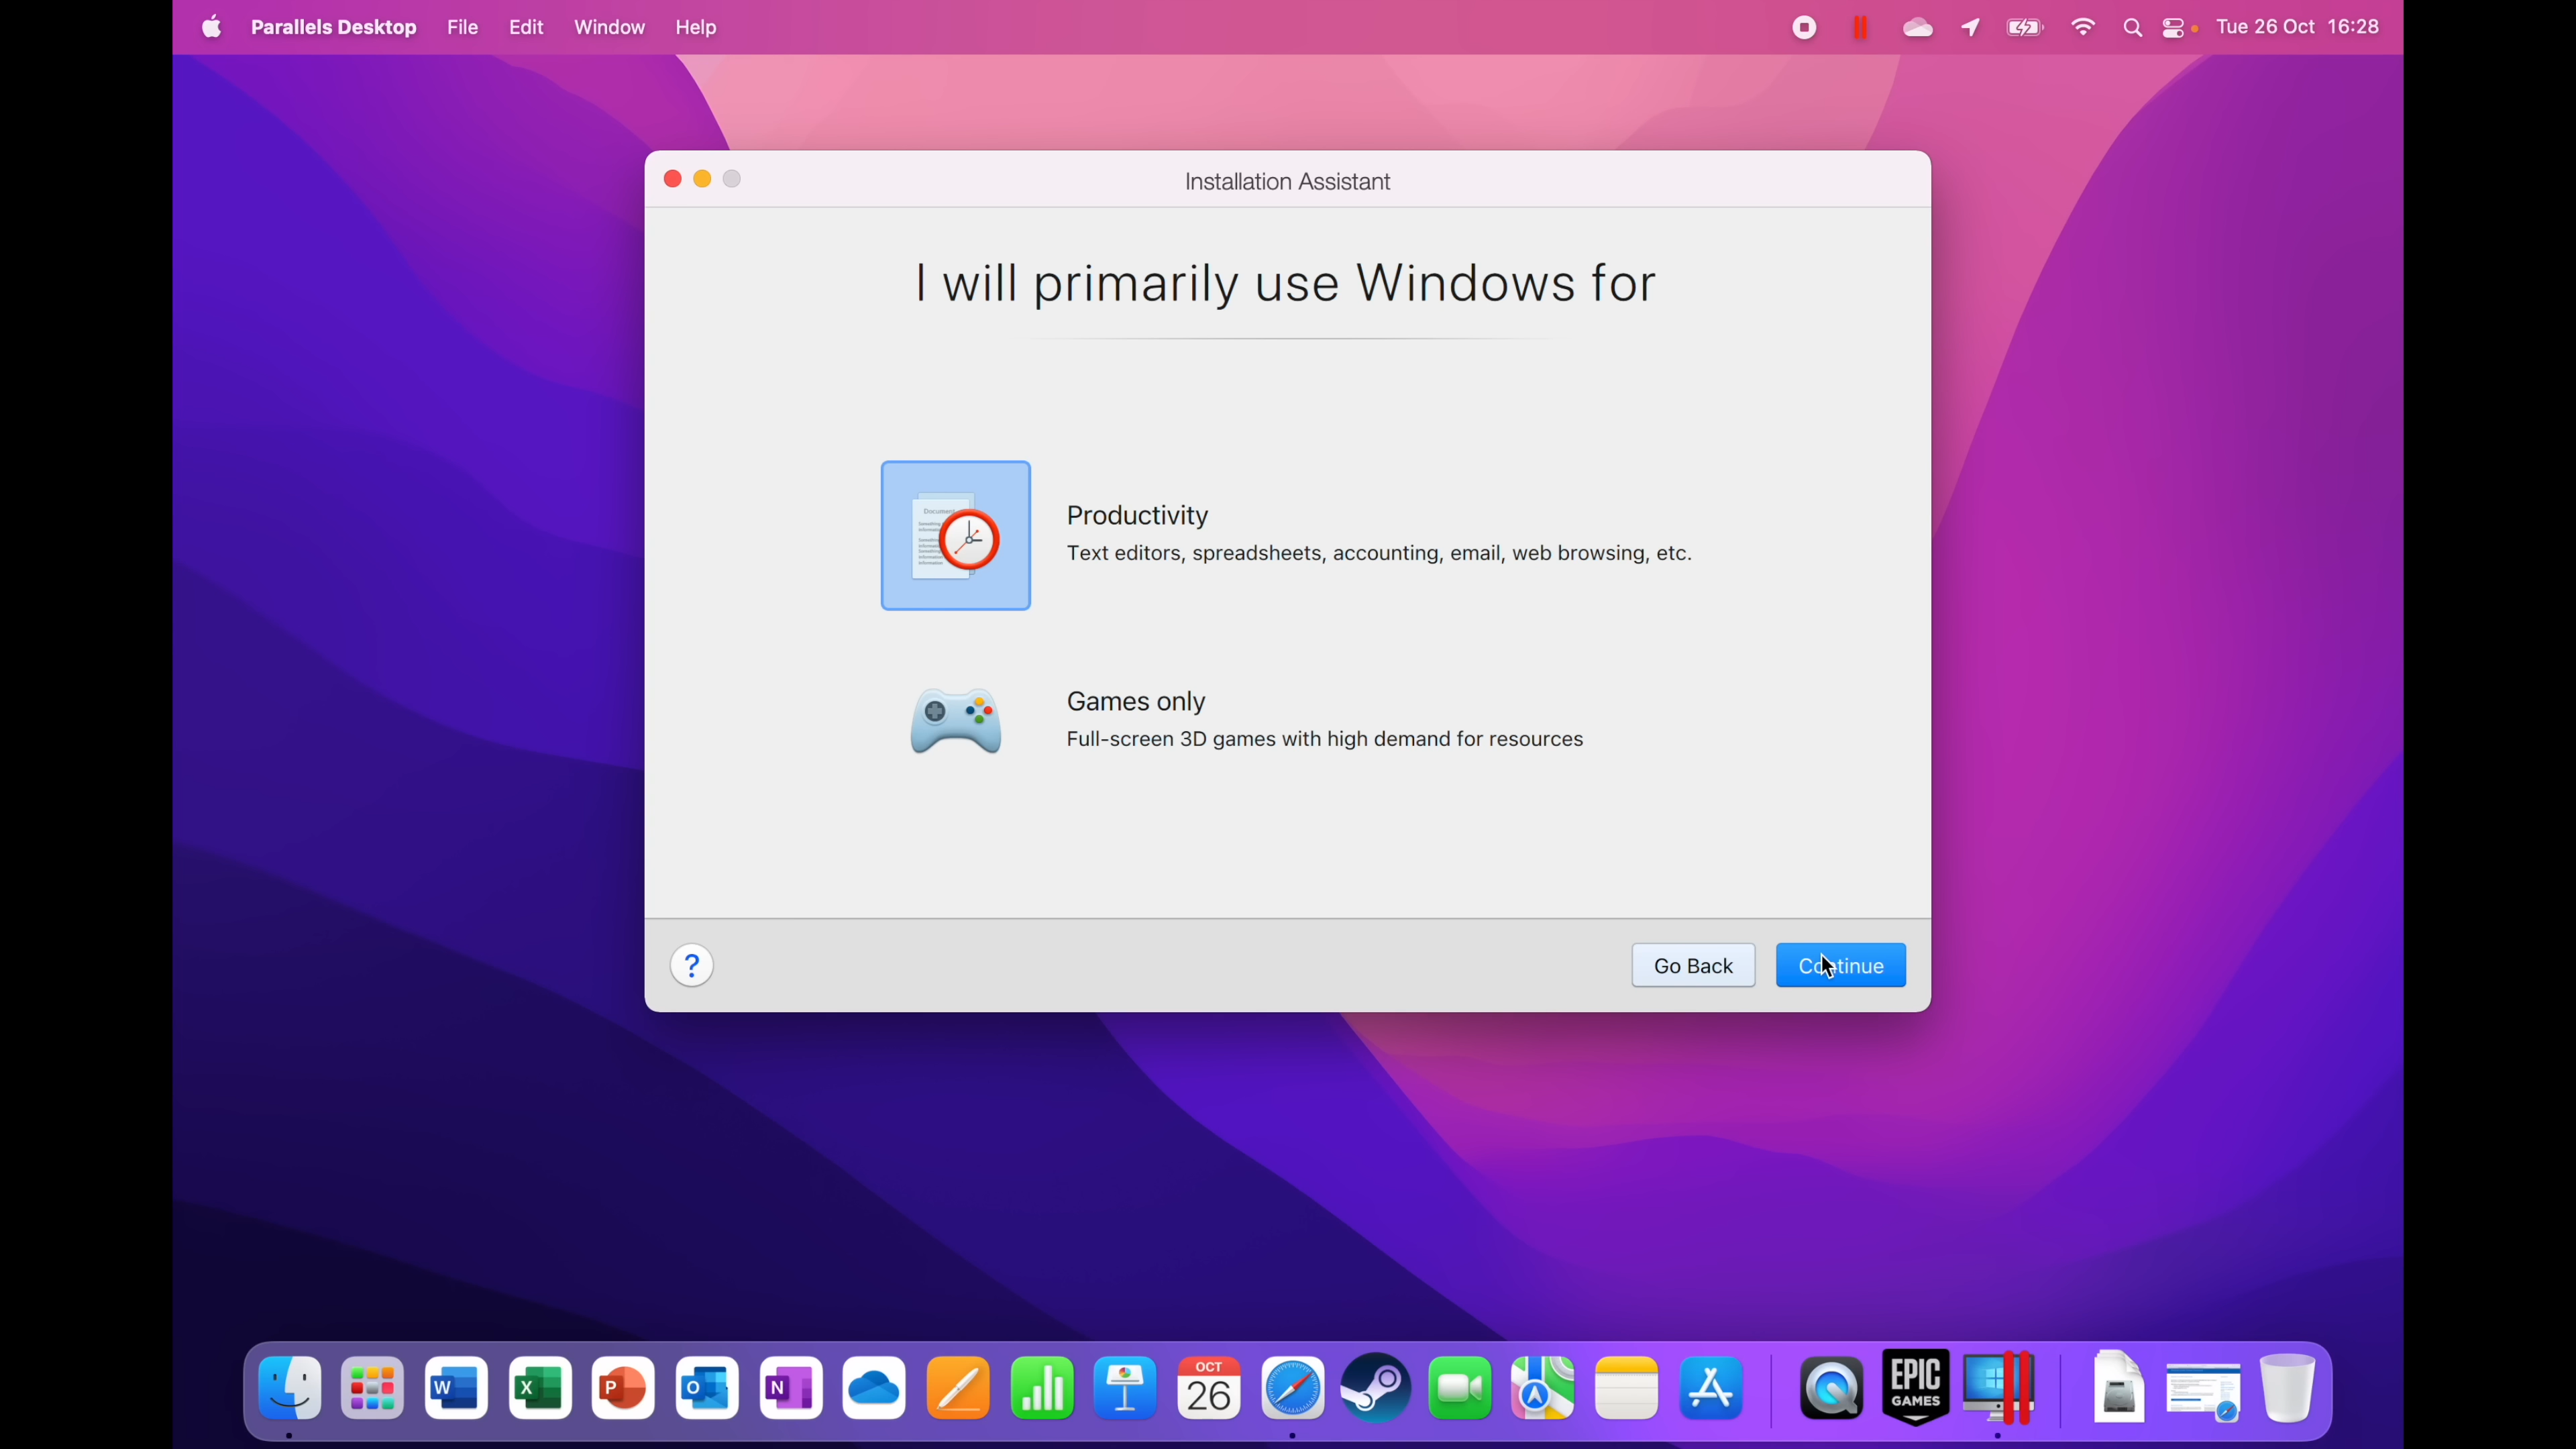 Parallels Desktop File Edit Window Help Tue 26 Oct 16:28
Installation Assistant
I will primarily use Windows for
Document
Productivity
Text editors, spreadsheets, accounting, email, web browsing, etc.
Games only
Full-screen 3D games with high demand for resources
? Go Back Continue
W X P O N OCT 26 EPIC GAMES